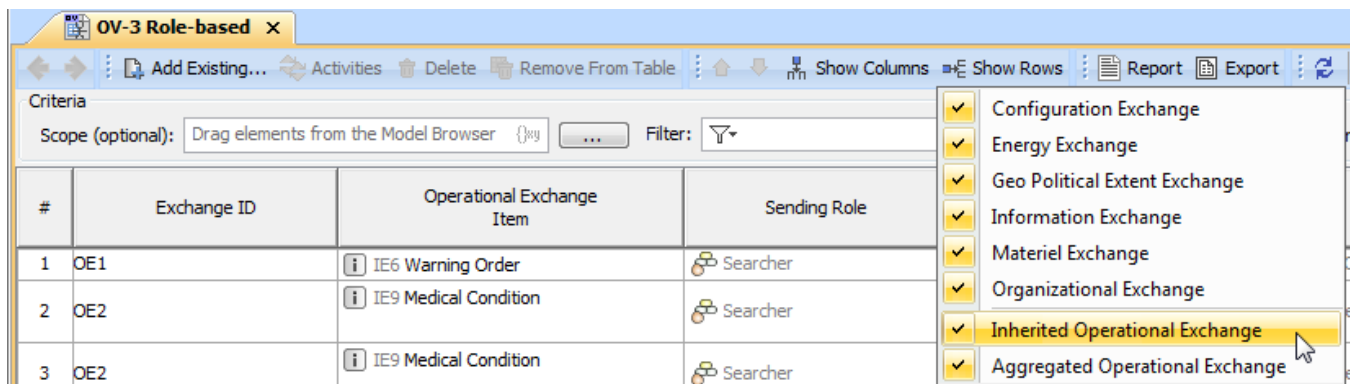 OV-3 Role-based
Add Existing... Activities Delete Remove From Table Show Columns Show Rows Report Export
Criteria
Scope (optional): Drag elements from the Model Browser ... Filter:
# Exchange ID Operational Exchange Item Sending Role
1 OE1 IE6 Warning Order Searcher
2 OE2 IE9 Medical Condition Searcher
3 OE2 IE9 Medical Condition Searcher
Configuration Exchange
Energy Exchange
Geo Political Extent Exchange
Information Exchange
Materiel Exchange
Organizational Exchange
Inherited Operational Exchange
Aggregated Operational Exchange